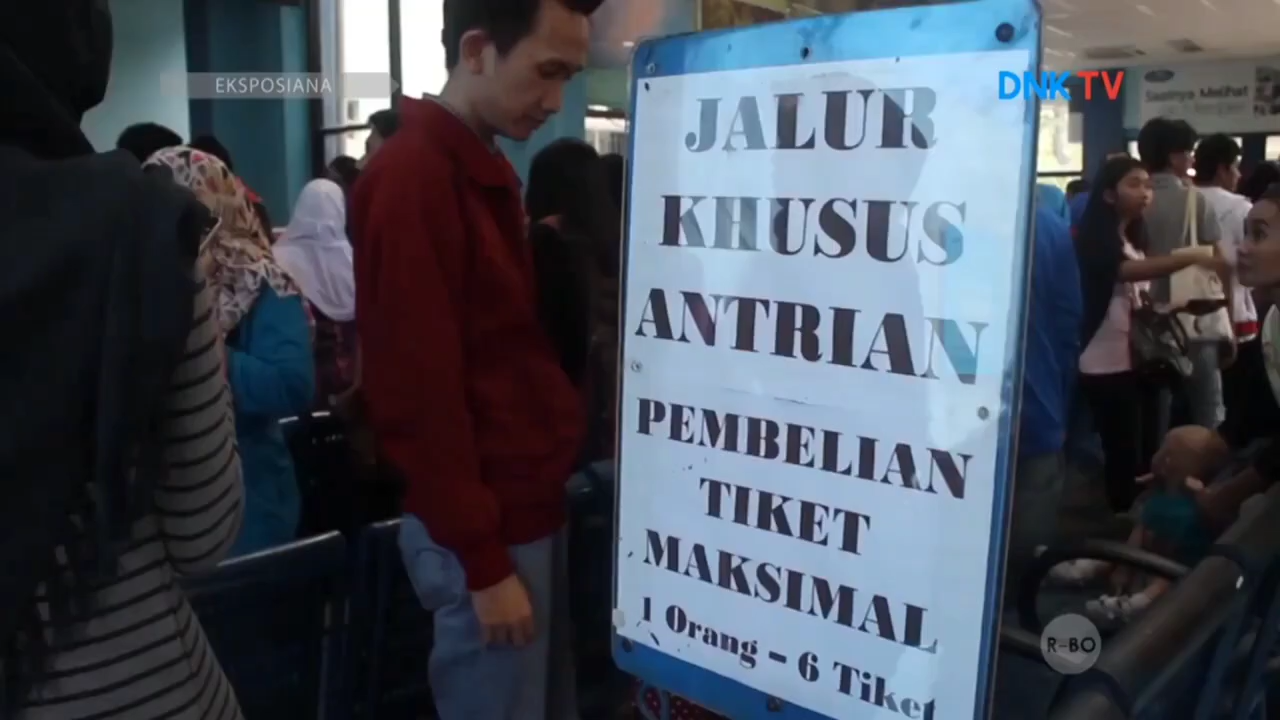 EKSPOSIANA
DNK TV
JALUR
KHUSUS
ANTRIAN
PEMBELIAN
TIKET
MAKSIMAL
1 Orang - 6 Tiket
R-BO